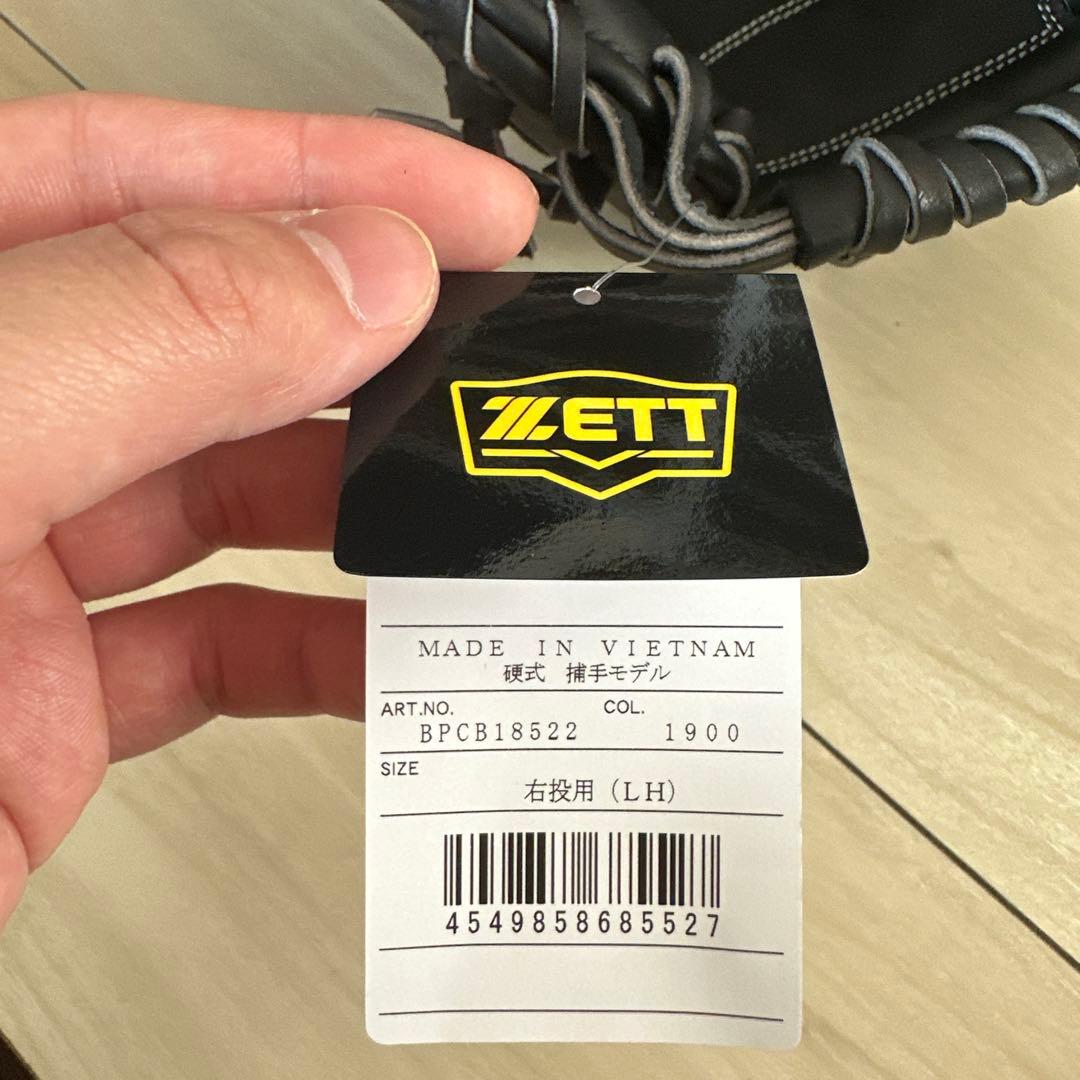 ZETT
MADE IN VIETNAM
硬式 捕手モデル
ART.NO. COL.
BPCB18522 1900
SIZE
右投用（LH）
4549858685527